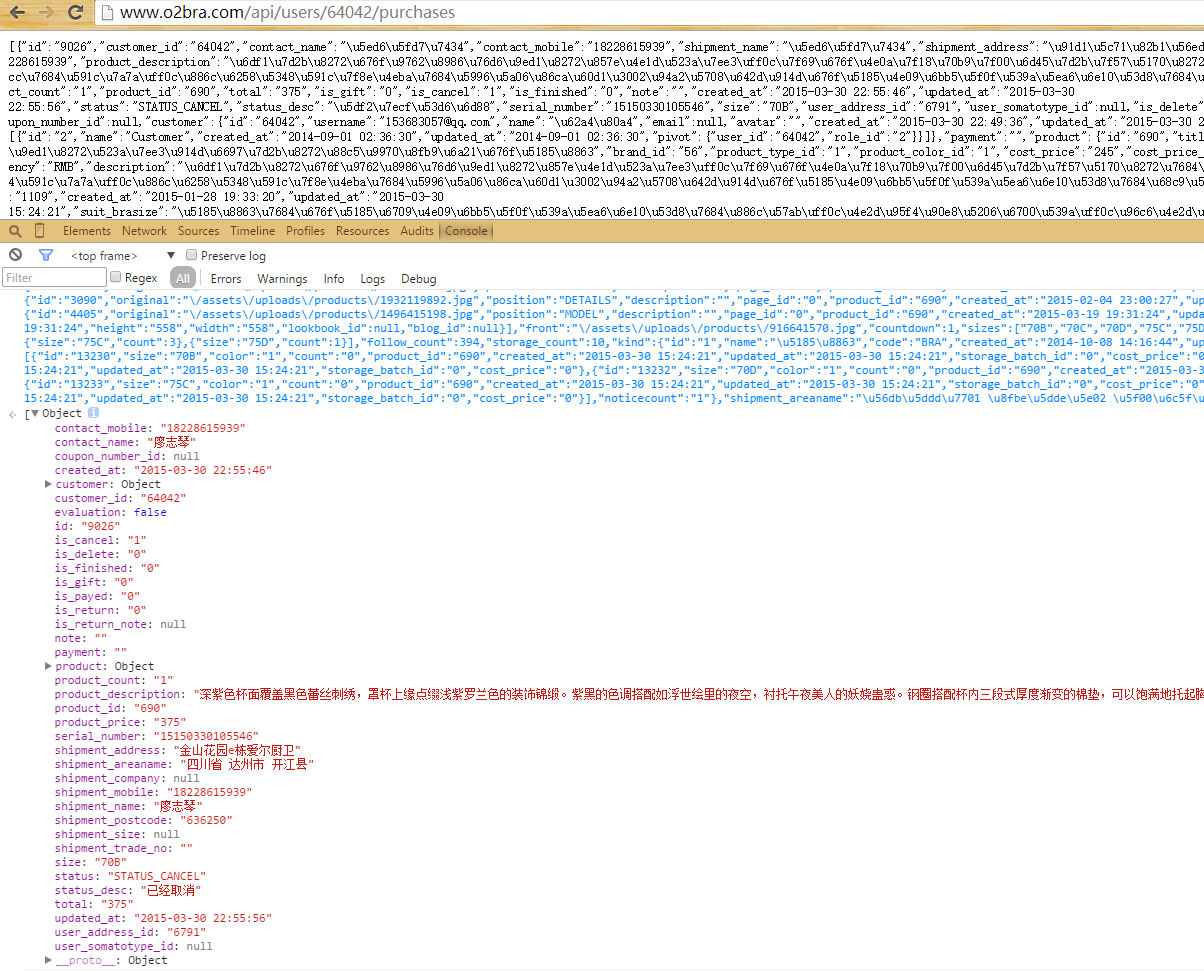 www.o2bra.com/api/users/64042/purchases
[{"id":"9026","customer_id":"64042","contact_name":"\u5ed6\u5fd7\u7434","contact_mobile":"18228615939","shipment_name":"\u5ed6\u5fd7\u7434","shipment_address":"\u91d1\u5c71\u82b1\u56ed
228615939","product_description":"\u6df1\u7d2b\u8272\u676f\u9762\u8986\u76d6\u9ed1\u8272\u857e\u4e1d\u523a\u7ee3\uff0c\u7f69\u676f\u4e0a\u7f18\u70b9\u7f00\u6d45\u7d2b\u7f57\u5170\u8272
cc\u7684\u591c\u7a7a\uff0c\u886c\u6258\u5348\u591c\u7f8e\u4eba\u7684\u5996\u5a06\u86ca\u60d1\u3002\u94a2\u5708\u642d\u914d\u676f\u5185\u4e09\u6bb5\u5f0f\u539a\u5ea6\u6e10\u53d8\u7684
ct_count":"1","product_id":"690","total":"375","is_gift":"0","is_cancel":"1","is_finished":"0","note":"","created_at":"2015-03-30 22:55:46","updated_at":"2015-03-30
22:55:56","status":"STATUS_CANCEL","status_desc":"\u5df2\u7ecf\u53d6\u6d88","serial_number":"15150330105546","size":"70B","user_address_id":"6791","user_somatotype_id":null,"is_delete
upon_number_id":null,"customer":{"id":"64042","username":"1536830570qq.com","name":"\u62a4\u80a4","email":null,"avatar":"","created_at":"2015-03-30 22:49:36","updated_at":"2015-03-30 2
[{"id":"2","name":"Customer","created_at":"2014-09-01 02:36:30","updated_at":"2014-09-01 02:36:30","pivot":{"user_id":"64042","role_id":"2"}}]},"payment":"","product":{"id":"690","titl
\u9ed1\u8272\u523a\u7ee3\u914d\u6697\u7d2b\u8272\u88c5\u9970\u8fb9\u6a21\u676f\u5185\u8863","brand_id":"56","product_type_id":"1","product_color_id":"1","cost_price":"245","cost_price_
ency":"RMB","description":"\u6df1\u7d2b\u8272\u676f\u9762\u8986\u76d6\u9ed1\u8272\u857e\u4e1d\u523a\u7ee3\uff0c\u7f69\u676f\u4e0a\u7f18\u70b9\u7f00\u6d45\u7d2b\u7f57\u5170\u8272\u7684
4\u591c\u7a7a\uff0c\u886c\u6258\u5348\u591c\u7f8e\u4eba\u7684\u5996\u5a06\u86ca\u60d1\u3002\u94a2\u5708\u642d\u914d\u676f\u5185\u4e09\u6bb5\u5f0f\u539a\u5ea6\u6e10\u53d8\u7684\u68c9\u5
:"1109","created_at":"2015-01-28 19:33:20","updated_at":"2015-03-30
15:24:21","suit_brasize":"\u5185\u8863\u7684\u676f\u5185\u6709\u4e09\u6bb5\u5f0f\u539a\u5ea6\u6e10\u53d8\u7684\u886c\u57ab\uff0c\u4e2d\u95f4\u90e8\u5206\u6700\u539a\uff0c\u96c6\u4e2d\u
Elements Network Sources Timeline Profiles Resources Audits Console
<top frame> ▼ Preserve log
Filter Regex All Errors Warnings Info Logs Debug
{"id":"3090","original":"\/assets\/uploads\/products\/1932119892.jpg","position":"DETAILS","description":"","page_id":"0","product_id":"690","created_at":"2015-02-04 23:00:27","up
{"id":"4405","original":"\/assets\/uploads\/products\/1496415198.jpg","position":"MODEL","description":"","page_id":"0","product_id":"690","created_at":"2015-03-19 19:31:24","updat
19:31:24","height":"558","width":"558","lookbook_id":null,"blog_id":null}],"front":"\/assets\/uploads\/products\/916641570.jpg","countdown":1,"sizes":["70B","70C","70D","75C","75D
{"size":"75C","count":3},{"size":"75D","count":1}],"follow_count":394,"storage_count":10,"kind":{"id":"1","name":"\u5185\u8863","code":"BRA","created_at":"2014-10-08 14:16:44","up
[{"id":"13230","size":"70B","color":"1","count":"0","product_id":"690","created_at":"2015-03-30 15:24:21","updated_at":"2015-03-30 15:24:21","storage_batch_id":"0","cost_price":"0
15:24:21","updated_at":"2015-03-30 15:24:21","storage_batch_id":"0","cost_price":"0"},{"id":"13232","size":"70D","color":"1","count":"0","product_id":"690","created_at":"2015-03-3
{"id":"13233","size":"75C","color":"1","count":"0","product_id":"690","created_at":"2015-03-30 15:24:21","updated_at":"2015-03-30 15:24:21","storage_batch_id":"0","cost_price":"0
15:24:21","updated_at":"2015-03-30 15:24:21","storage_batch_id":"0","cost_price":"0"}],"noticecount":"1"},"shipment_areaname":"\u56db\u5ddd\u7701 \u8fbe\u5dde\u5e02 \u5f00\u6c5f\u
[▼Object
contact_mobile: "18228615939"
contact_name: "廖志琴"
coupon_number_id: null
created_at: "2015-03-30 22:55:46"
▶customer: Object
customer_id: "64042"
evaluation: false
id: "9026"
is_cancel: "1"
is_delete: "0"
is_finished: "0"
is_gift: "0"
is_payed: "0"
is_return: "0"
is_return_note: null
note: ""
payment: ""
▶product: Object
product_count: "1"
product_description: "深紫色杯面覆盖黑色蕾丝刺绣，罩杯上缘点缀浅紫罗兰色的装饰锦缎。紫黑的色调搭配如浮世绘里的夜空，衬托午夜美人的妖娆蛊惑。钢圈搭配杯内三段式厚度渐变的棉垫，可以饱满地托起胸
product_id: "690"
product_price: "375"
serial_number: "15150330105546"
shipment_address: "金山花园e栋爱尔厨卫"
shipment_areaname: "四川省 达州市 开江县"
shipment_company: null
shipment_mobile: "18228615939"
shipment_name: "廖志琴"
shipment_postcode: "636250"
shipment_size: null
shipment_trade_no: ""
size: "70B"
status: "STATUS_CANCEL"
status_desc: "已经取消"
total: "375"
updated_at: "2015-03-30 22:55:56"
user_address_id: "6791"
user_somatotype_id: null
▶__proto__: Object